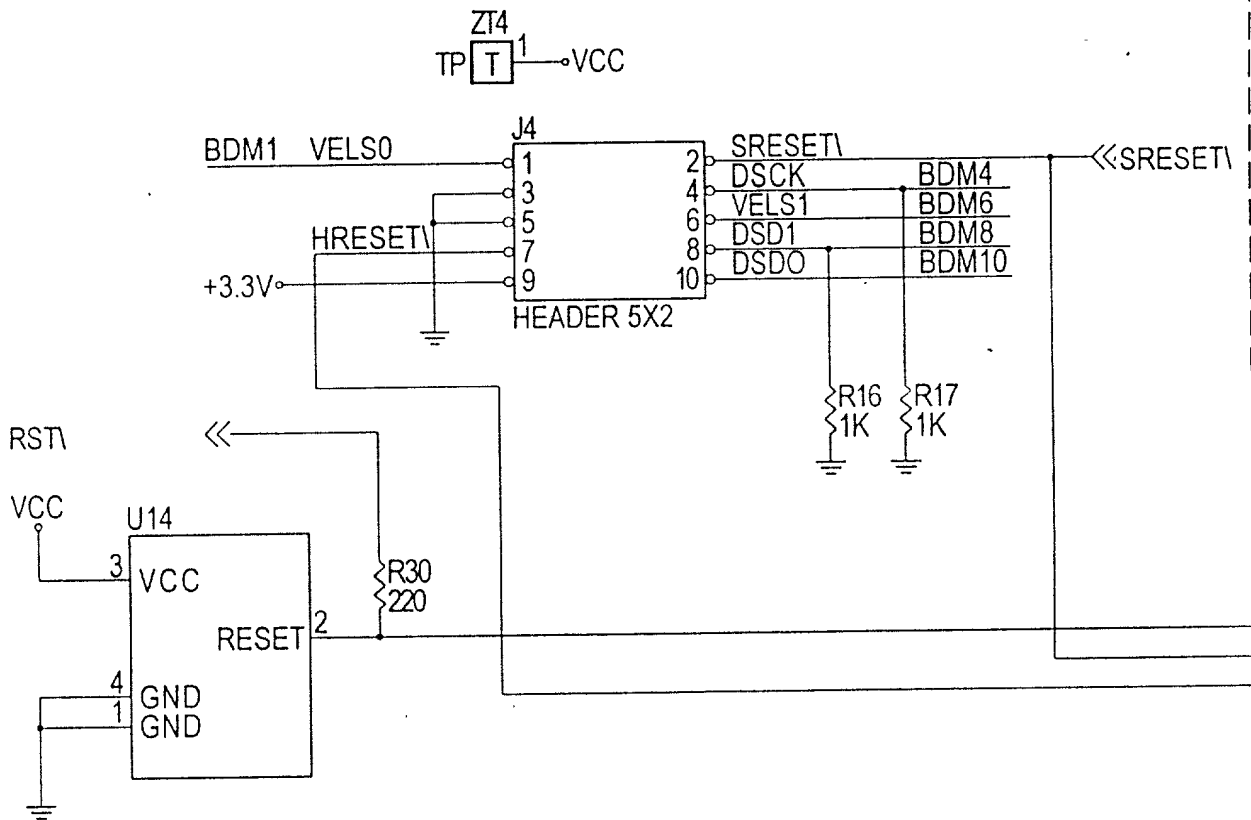 ZT4
TP T 1 VCC
J4
BDM1 VELS0 1 2 SRESET\ SRESET\
3 4 DSCK BDM4
5 6 VELS1 BDM6
HRESET\ 7 8 DSD1 BDM8
+3.3V 9 10 DSDO BDM10
HEADER 5X2
R16 R17
1K 1K
RST\
VCC
U14
3 VCC
R30
220
RESET 2
4 GND
1 GND